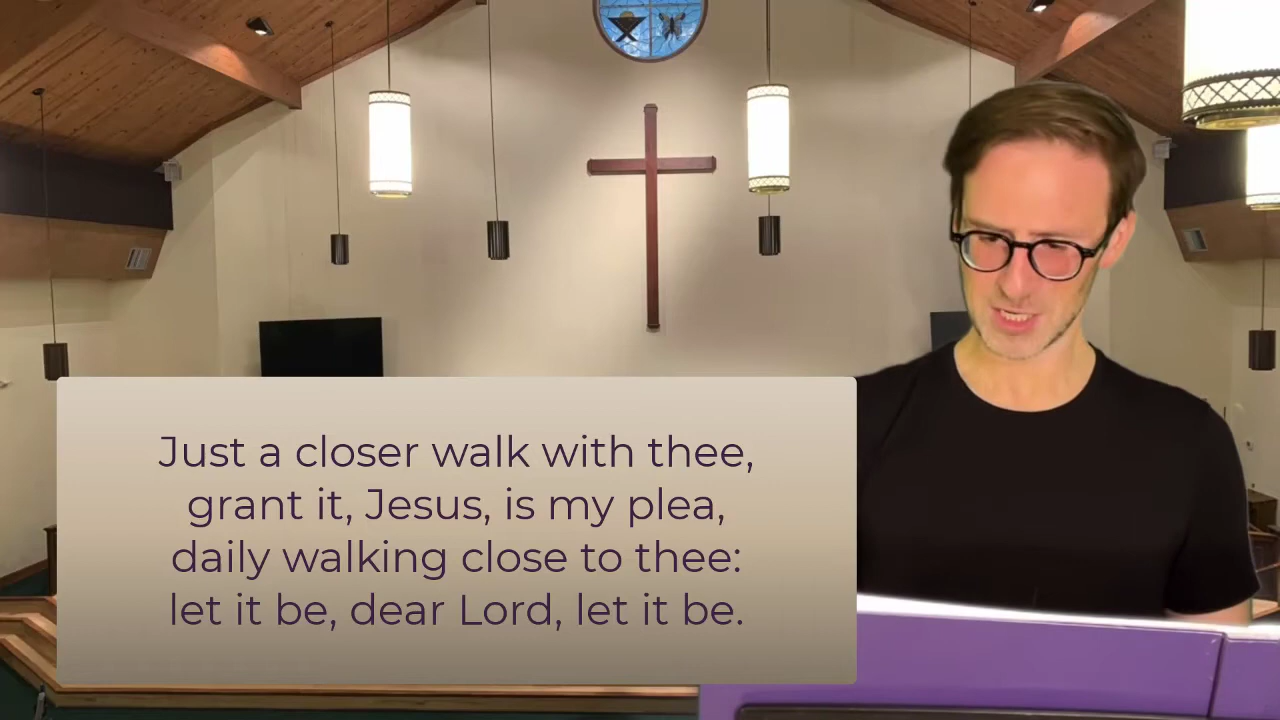 Just a closer walk with thee,
grant it, Jesus, is my plea,
daily walking close to thee:
let it be, dear Lord, let it be.